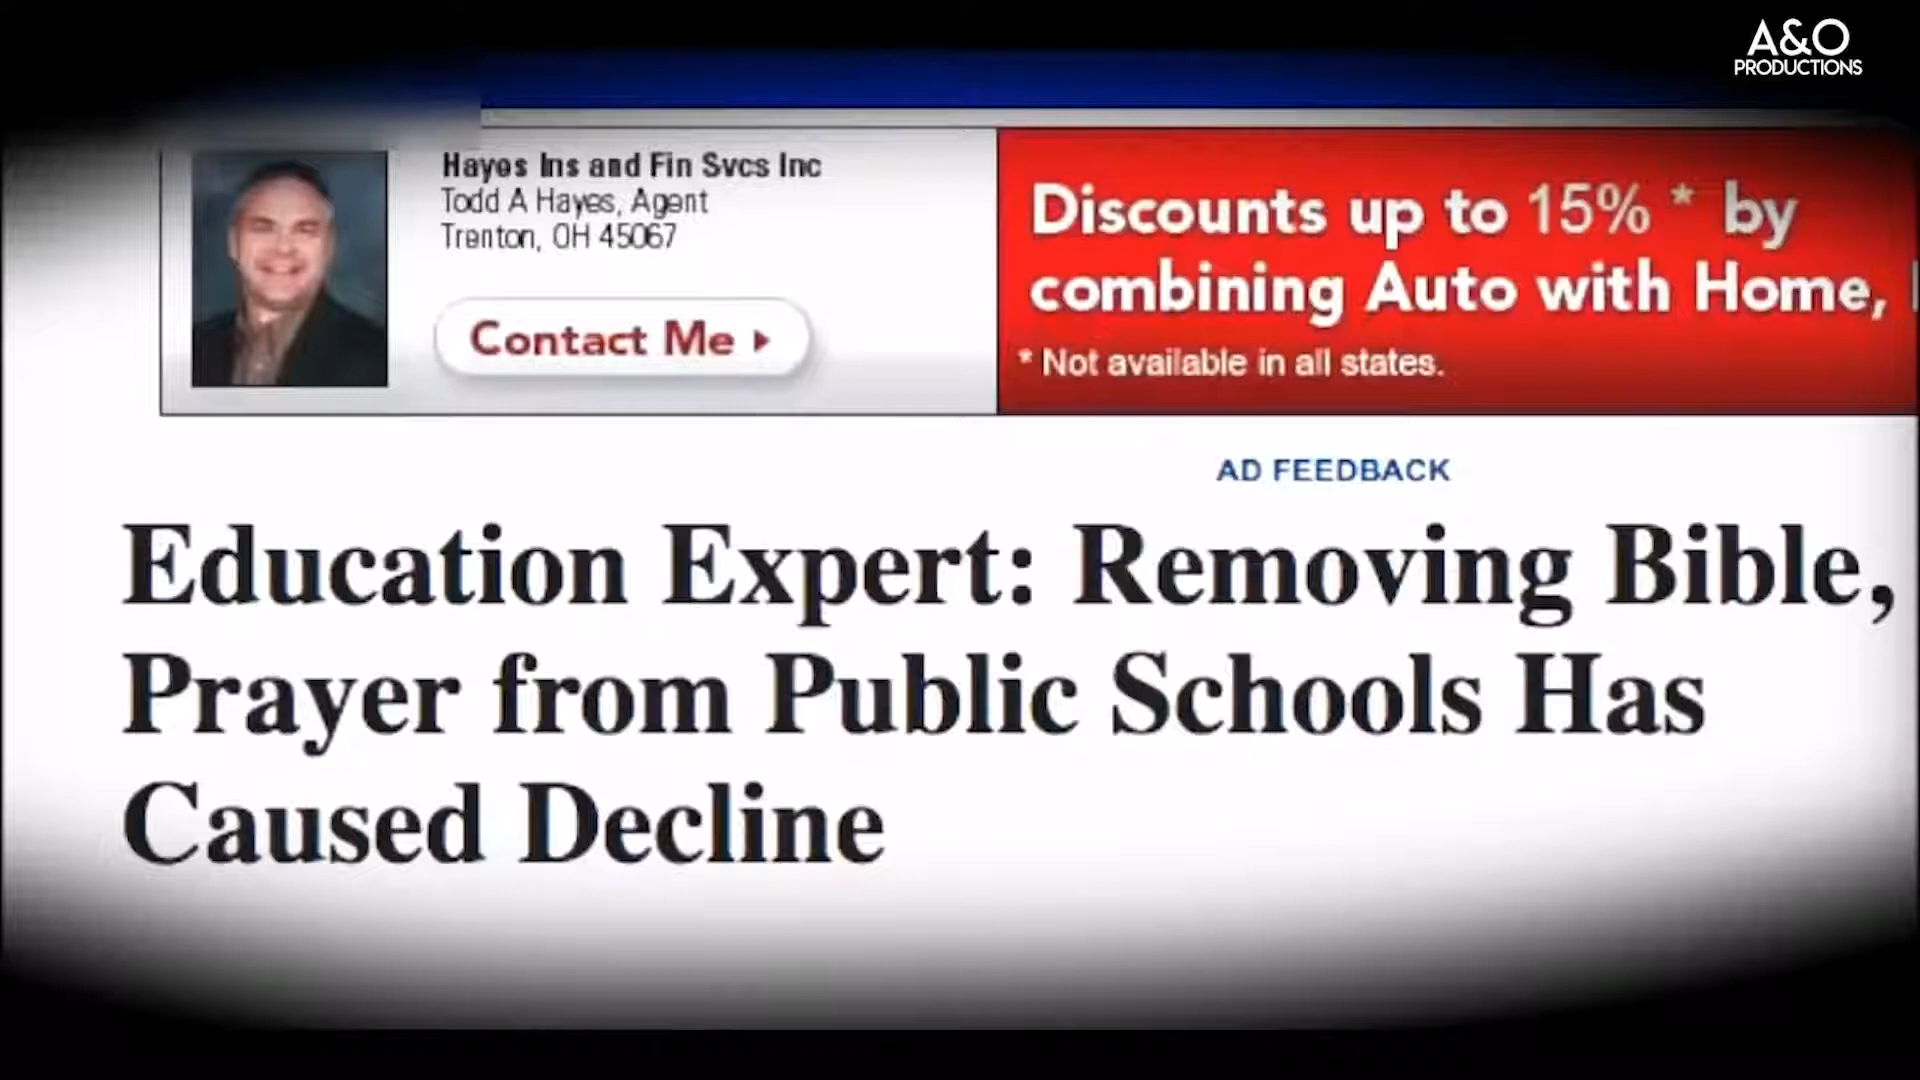 A&O
PRODUCTIONS
Hayes Ins and Fin Svcs Inc
Todd A Hayes, Agent
Trenton, OH 45067
Contact Me
Discounts up to 15% * by
combining Auto with Home,
* Not available in all states.
AD FEEDBACK
Education Expert: Removing Bible,
Prayer from Public Schools Has
Caused Decline